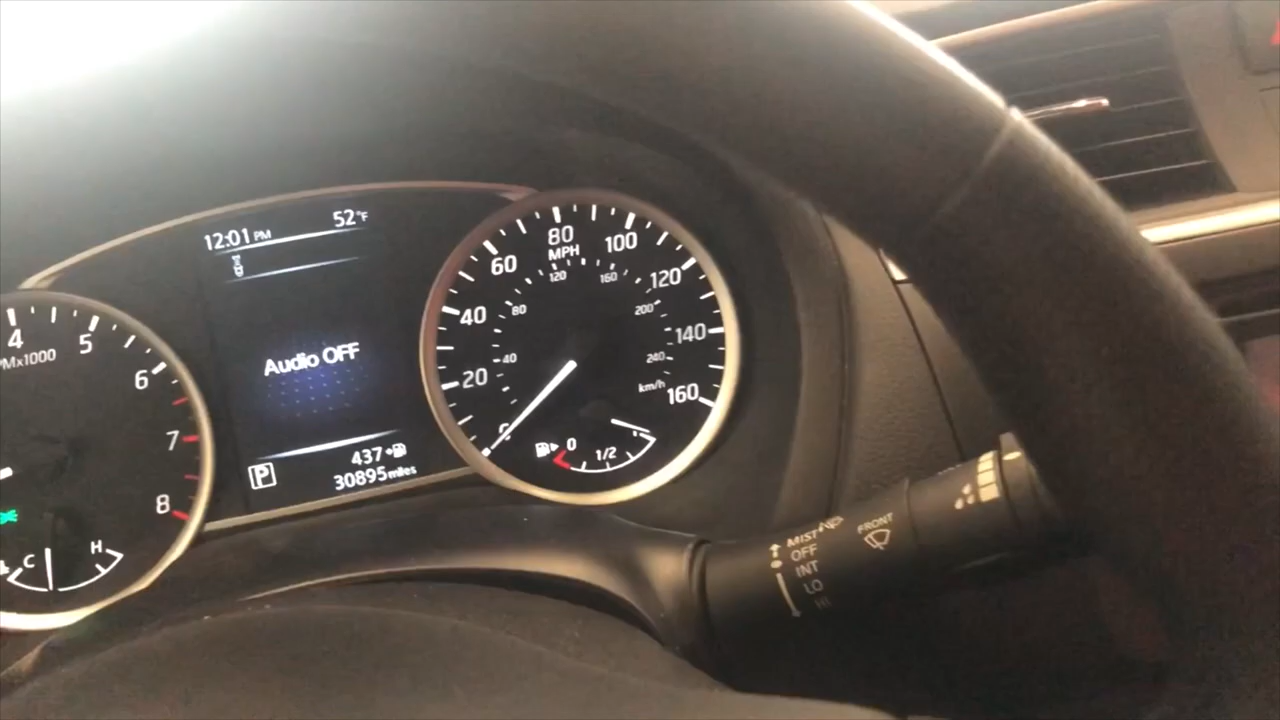 12:01 PM
52°F
Audio OFF
437
P
30895 miles
4
5
6
7
8
x1000
C
H
20
40
60
80
100
120
140
160
MPH
40
80
120
160
200
240
km/h
0
1/2
MIST
OFF
INT
LO
HI
FRONT